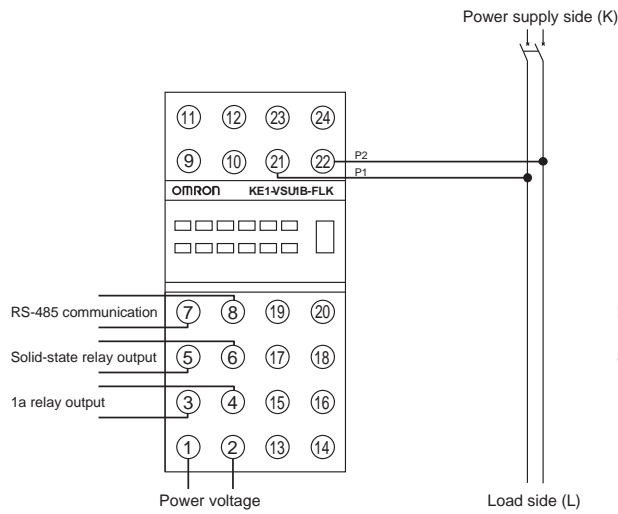 Power supply side (K)
11 12 23 24
9 10 21 22
P2
P1
OMRON KE1-VSU1B-FLK
RS-485 communication
7 8 19 20
Solid-state relay output
5 6 17 18
1a relay output
3 4 15 16
1 2 13 14
Power voltage
Load side (L)